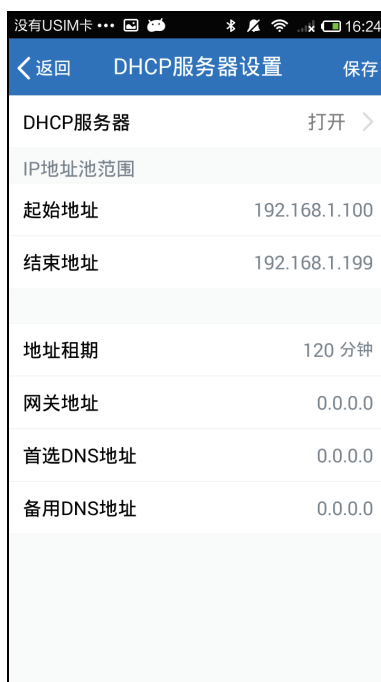 没有USIM卡 ••• 16:24
返回 DHCP服务器设置 保存
DHCP服务器 打开
IP地址池范围
起始地址 192.168.1.100
结束地址 192.168.1.199
地址租期 120 分钟
网关地址 0.0.0.0
首选DNS地址 0.0.0.0
备用DNS地址 0.0.0.0